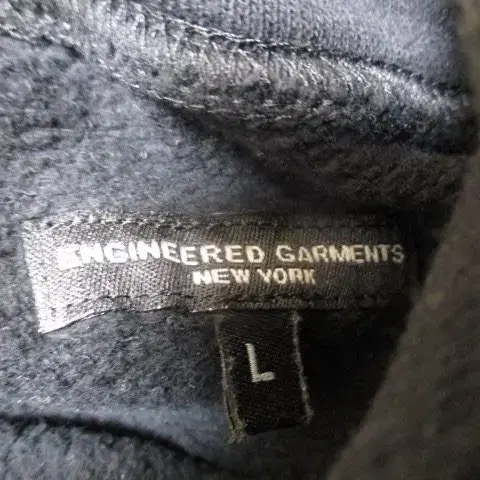 ENGINEERED GARMENTS
NEW YORK
L